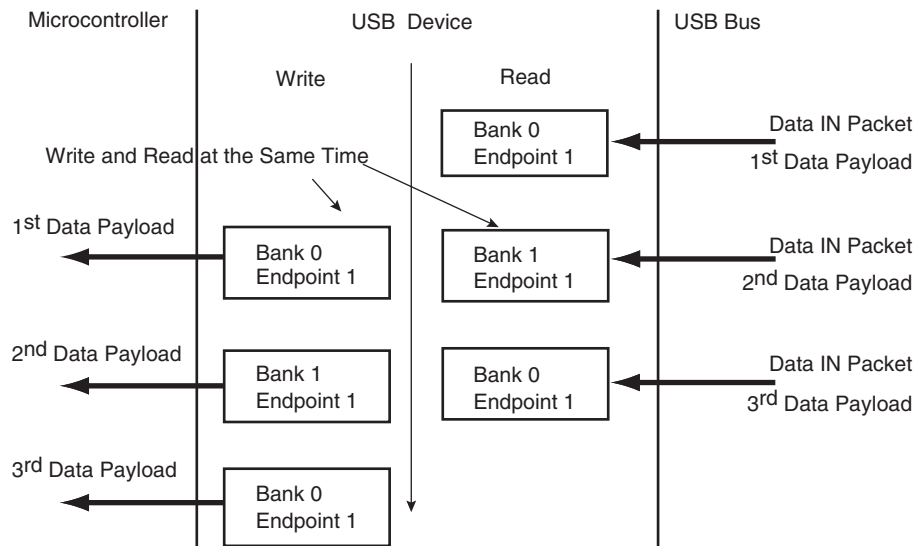 Microcontroller
USB Device
USB Bus
Write
Read
Bank 0
Endpoint 1
Data IN Packet
1st Data Payload
Write and Read at the Same Time
1st Data Payload
Bank 0
Endpoint 1
Bank 1
Endpoint 1
Data IN Packet
2nd Data Payload
2nd Data Payload
Bank 1
Endpoint 1
Bank 0
Endpoint 1
Data IN Packet
3rd Data Payload
3rd Data Payload
Bank 0
Endpoint 1